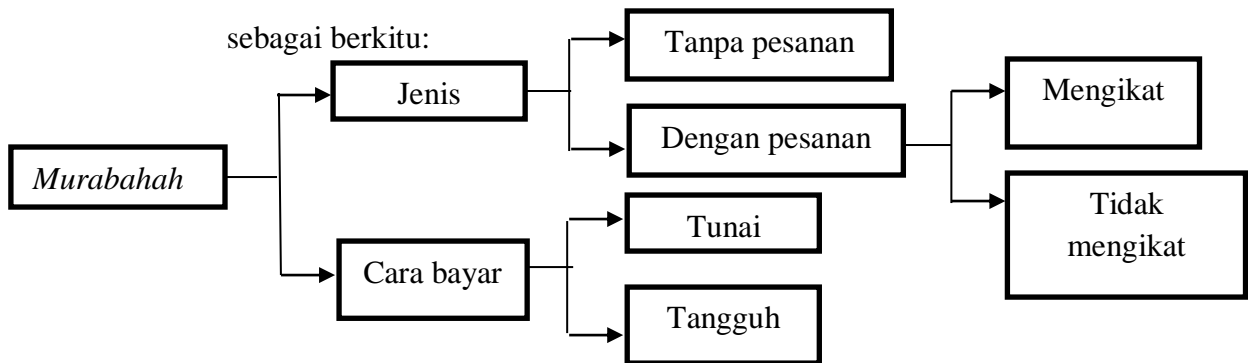 sebagai berkitu:
Tanpa pesanan
Jenis
Mengikat
Dengan pesanan
Murabahah
Tidak
mengikat
Tunai
Cara bayar
Tangguh